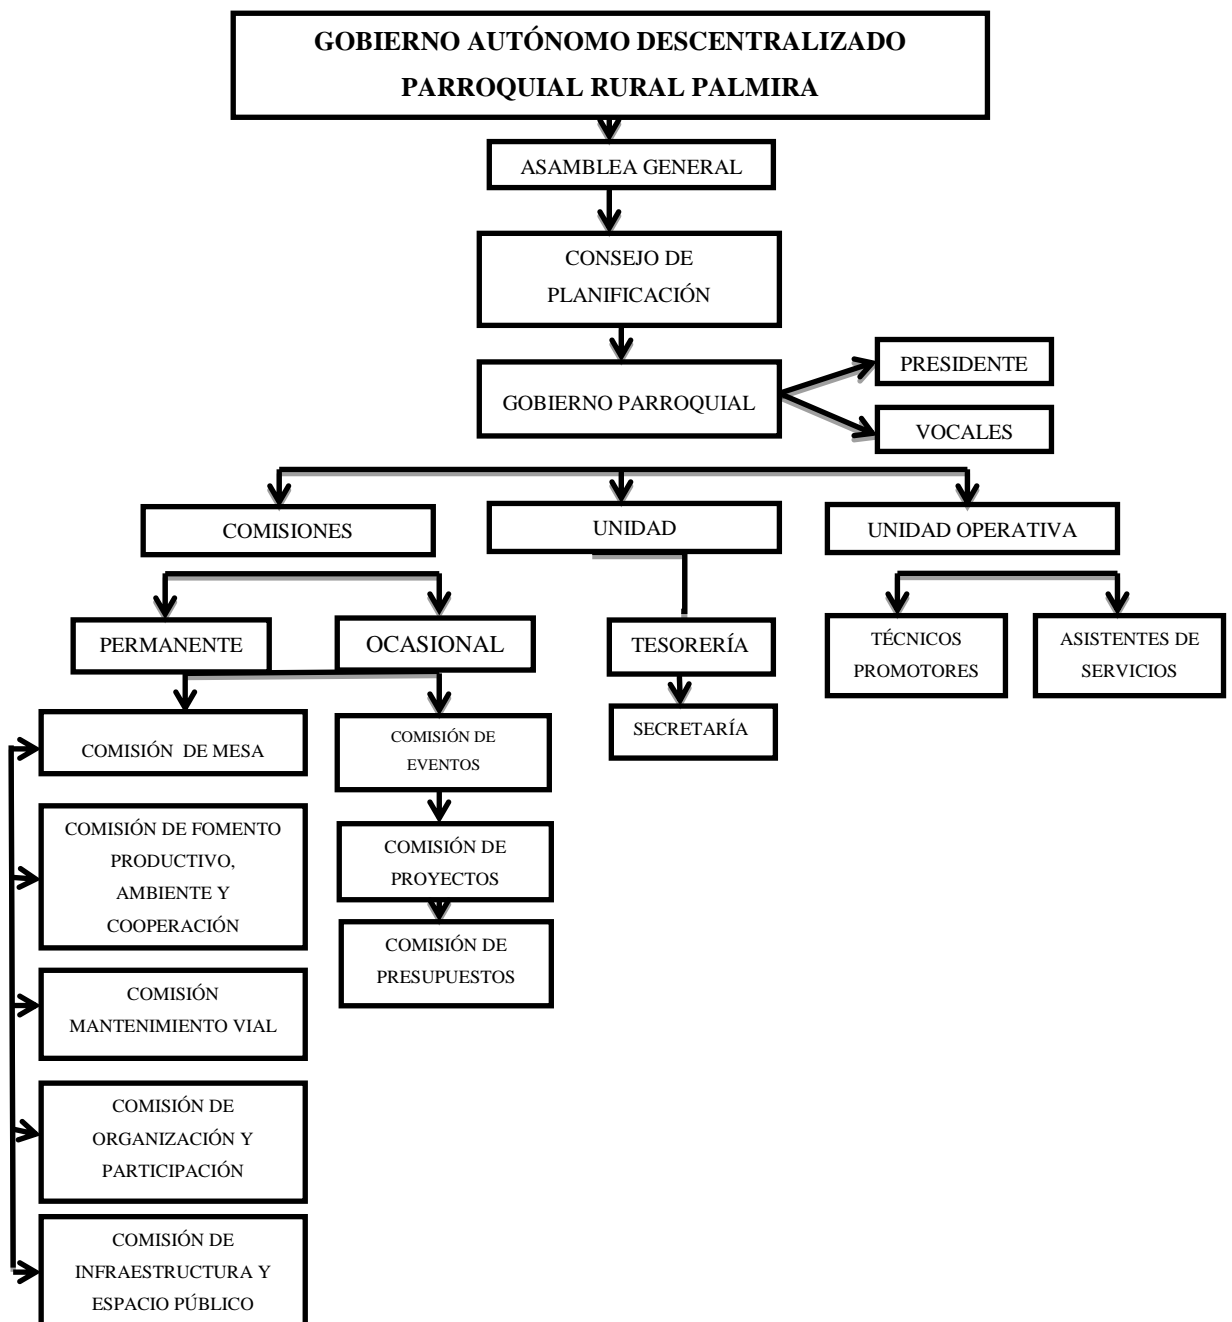 GOBIERNO AUTÓNOMO DESCENTRALIZADO
PARROQUIAL RURAL PALMIRA
ASAMBLEA GENERAL
CONSEJO DE
PLANIFICACIÓN
GOBIERNO PARROQUIAL
PRESIDENTE
VOCALES
COMISIONES
UNIDAD
UNIDAD OPERATIVA
PERMANENTE
OCASIONAL
TESORERÍA
TÉCNICOS
PROMOTORES
ASISTENTES DE
SERVICIOS
COMISIÓN DE MESA
COMISIÓN DE
EVENTOS
SECRETARÍA
COMISIÓN DE FOMENTO
PRODUCTIVO,
AMBIENTE Y
COOPERACIÓN
COMISIÓN DE
PROYECTOS
COMISIÓN DE
PRESUPUESTOS
COMISIÓN
MANTENIMIENTO VIAL
COMISIÓN DE
ORGANIZACIÓN Y
PARTICIPACIÓN
COMISIÓN DE
INFRAESTRUCTURA Y
ESPACIO PÚBLICO